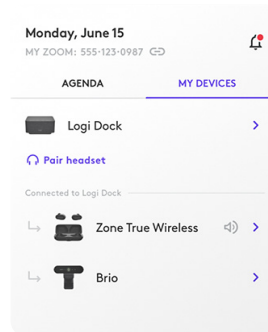 Monday, June 15
MY ZOOM: 555-123-0987
AGENDA
MY DEVICES
Logi Dock
Pair headset
Connected to Logi Dock
Zone True Wireless
Brio